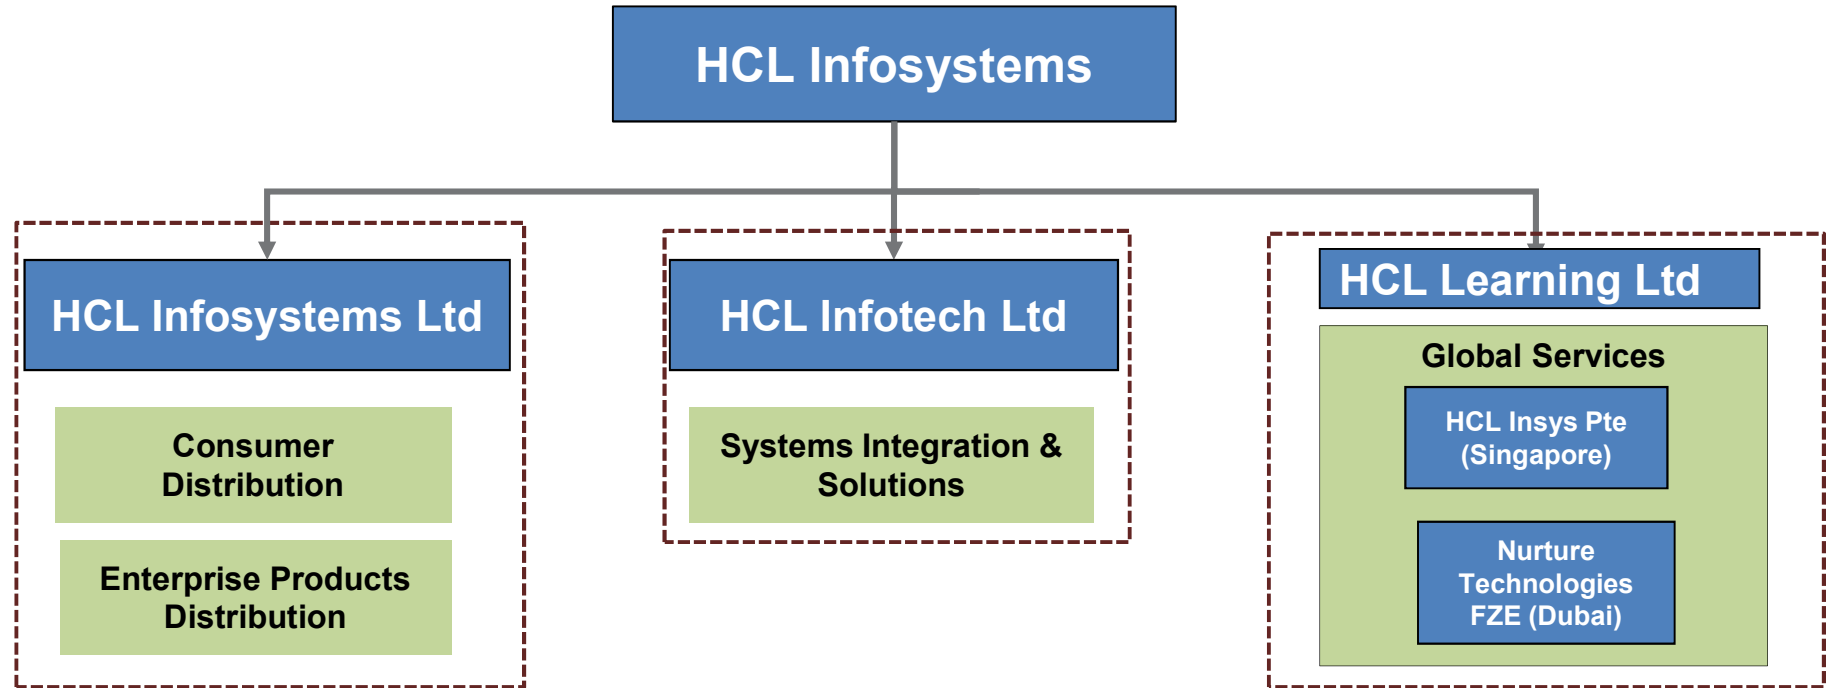 HCL Infosystems
HCL Infosystems Ltd
Consumer
Distribution
Enterprise Products
Distribution
HCL Infotech Ltd
Systems Integration &
Solutions
HCL Learning Ltd
Global Services
HCL Insys Pte
(Singapore)
Nurture
Technologies
FZE (Dubai)